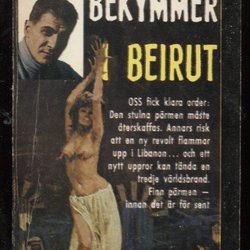 BEKYMMER
I BEIRUT
OSS fick klara order:
Den stulna pärmen måste
återskaffas. Annars risk
att en ny revolt flammar
upp i Libanon... och ett
nytt uppror kan tända en
tredje världsbrand.
Finn pärmen —
innan det är för sent